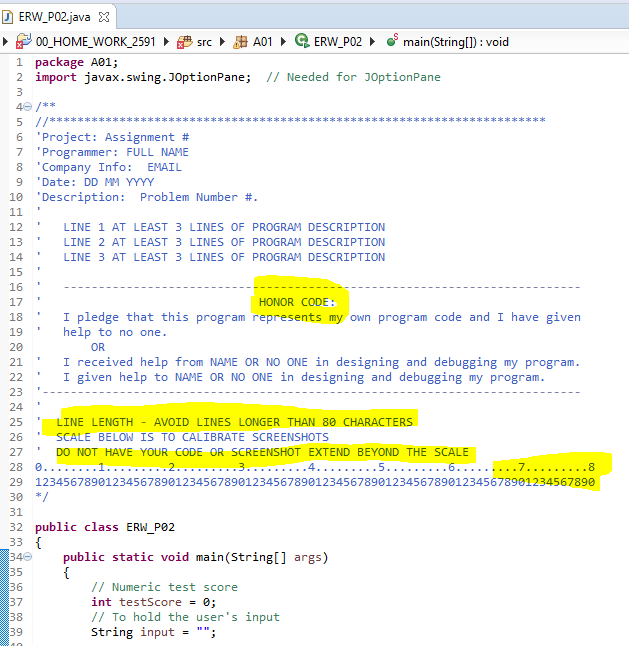 ERW_P02.java
00_HOME_WORK_2591 src A01 ERW_P02 main(String[]) : void
1 package A01;
2 import javax.swing.JOptionPane;  // Needed for JOptionPane
3
4 /**
5 //***********************************************************************
6 'Project: Assignment #
7 'Programmer: FULL NAME
8 'Company Info:  EMAIL
9 'Date: DD MM YYYY
10 'Description:  Problem Number #.
11 '
12 '   LINE 1 AT LEAST 3 LINES OF PROGRAM DESCRIPTION
13 '   LINE 2 AT LEAST 3 LINES OF PROGRAM DESCRIPTION
14 '   LINE 3 AT LEAST 3 LINES OF PROGRAM DESCRIPTION
15 '
16 '   --------------------------------------------------------------------------
17 '                               HONOR CODE:
18 '   I pledge that this program represents my own program code and I have given
19 '   help to no one.
20         OR
21 '   I received help from NAME OR NO ONE in designing and debugging my program.
22 '   I given help to NAME OR NO ONE in designing and debugging my program.
23 '-----------------------------------------------------------------------------
24 '
25 '  LINE LENGTH - AVOID LINES LONGER THAN 80 CHARACTERS
26 '  SCALE BELOW IS TO CALIBRATE SCREENSHOTS
27 '  DO NOT HAVE YOUR CODE OR SCREENSHOT EXTEND BEYOND THE SCALE
28 0........1.........2.........3.........4.........5.........6.........7.........8
29 12345678901234567890123456789012345678901234567890123456789012345678901234567890
30 */
31
32 public class ERW_P02
33 {
34     public static void main(String[] args)
35     {
36         // Numeric test score
37         int testScore = 0;
38         // To hold the user's input
39         String input = "";